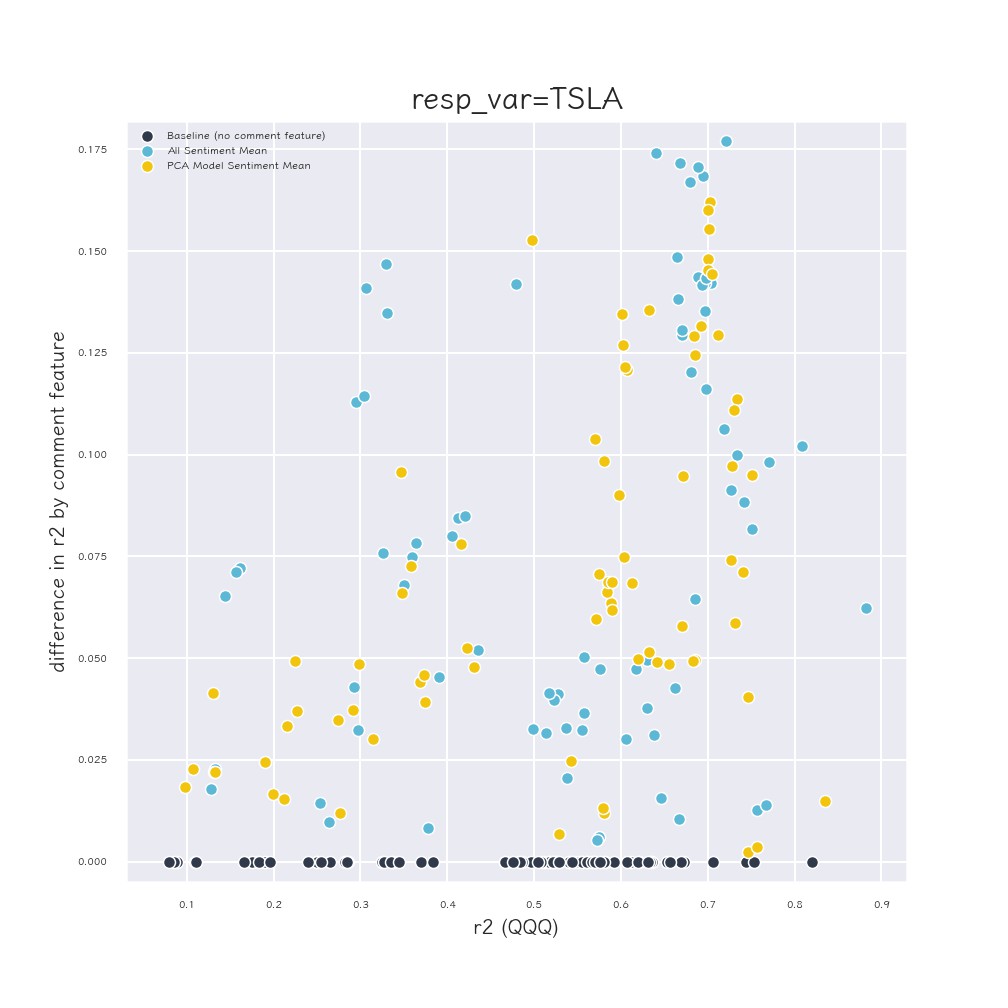 resp_var=TSLA
Baseline (no comment feature)
All Sentiment Mean
PCA Model Sentiment Mean
0.175
0.150
0.125
0.100
0.075
0.050
0.025
0.000
difference in r2 by comment feature
0.1 0.2 0.3 0.4 0.5 0.6 0.7 0.8 0.9
r2 (QQQ)